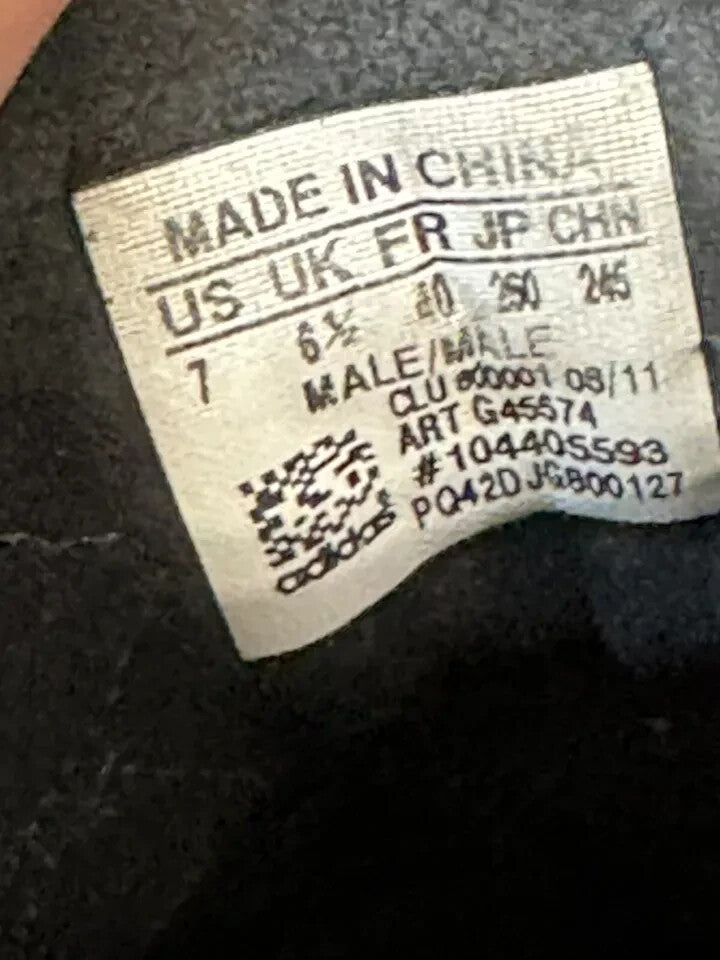 MADE IN CHINA
US UK FR JP CHN
7 6½ 40 250 245
MALE/MALE
CLU 600001 08/11
ART G45574
#104405593
PQ42DJG800127
adidas